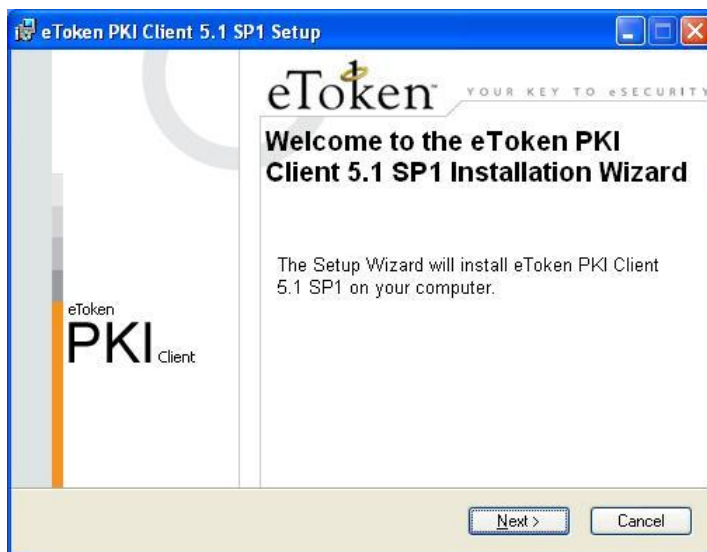 eToken PKI Client 5.1 SP1 Setup
eToken™
YOUR KEY TO eSECURITY
Welcome to the eToken PKI
Client 5.1 SP1 Installation Wizard
The Setup Wizard will install eToken PKI Client
5.1 SP1 on your computer.
eToken
PKI Client
Next >
Cancel